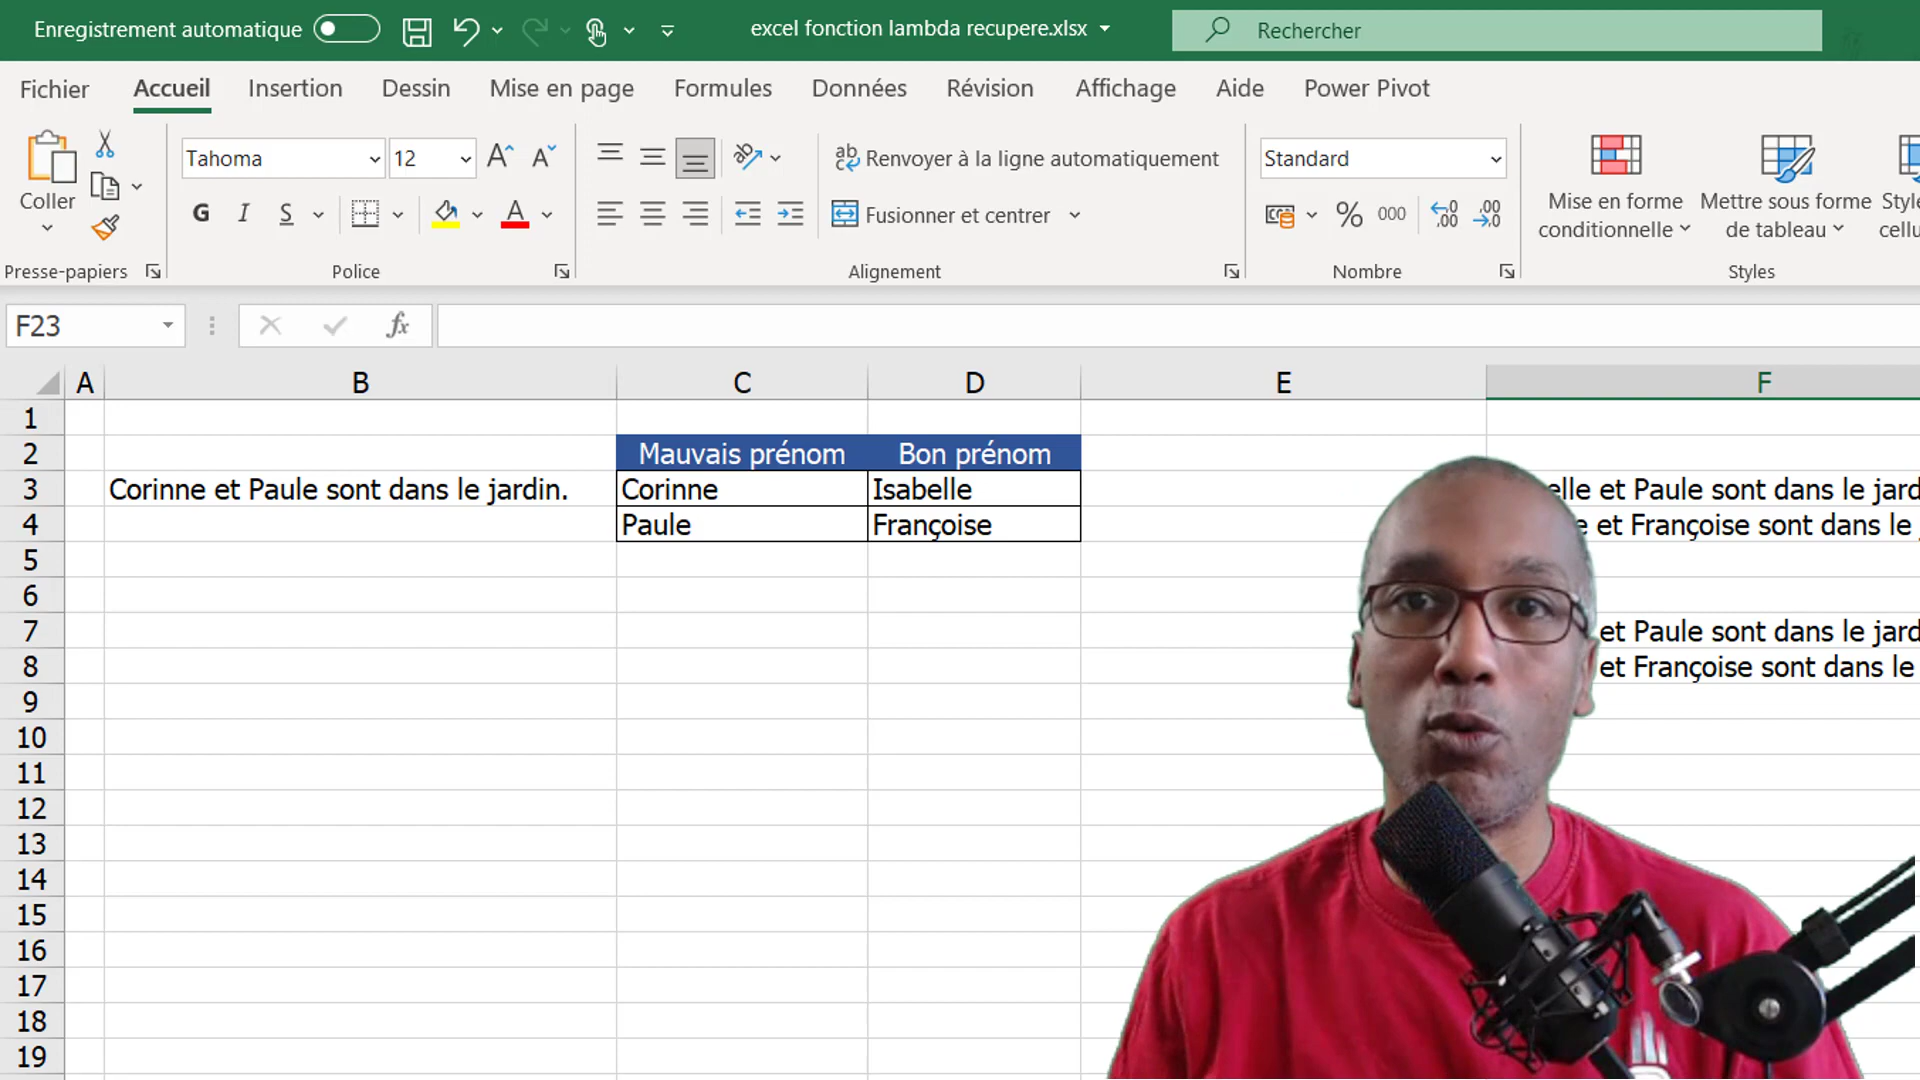 Enregistrement automatique
excel fonction lambda recupere.xlsx
Rechercher
Fichier Accueil Insertion Dessin Mise en page Formules Données Révision Affichage Aide Power Pivot
Coller
Presse-papiers
Tahoma 12
G I S
Police
Renvoyer à la ligne automatiquement
Fusionner et centrer
Alignement
Standard
% 000
Nombre
Mise en forme conditionnelle
Mettre sous forme de tableau
Styles
F23
fx
A B C D E F
1
2 Mauvais prénom Bon prénom
3 Corinne et Paule sont dans le jardin. Corinne Isabelle elle et Paule sont dans le jard
4 Paule Françoise e et Françoise sont dans le
5
6
7 et Paule sont dans le jard
8 et Françoise sont dans le
9
10
11
12
13
14
15
16
17
18
19